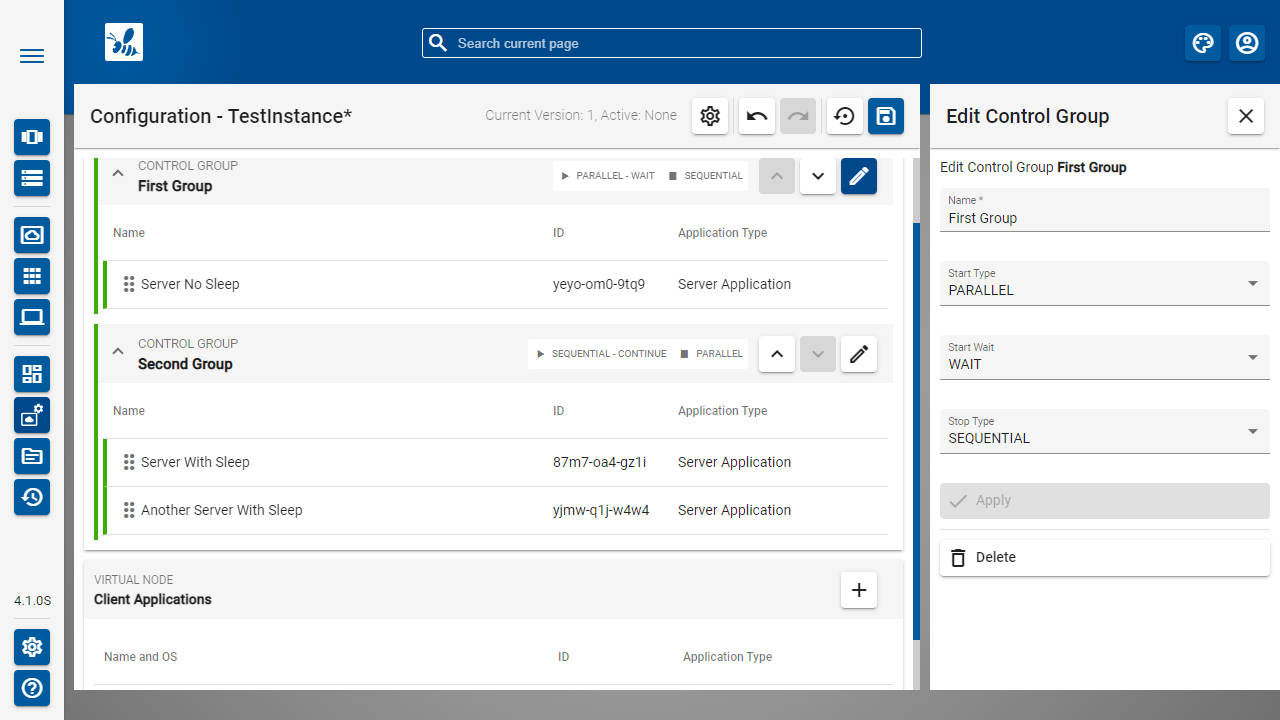 Search current page
Configuration - TestInstance*
Current Version: 1, Active: None
CONTROL GROUP
First Group
PARALLEL - WAIT
SEQUENTIAL
Name
ID
Application Type
Server No Sleep
yeyo-om0-9tq9
Server Application
CONTROL GROUP
Second Group
SEQUENTIAL - CONTINUE
PARALLEL
Name
ID
Application Type
Server With Sleep
87m7-oa4-gz1i
Server Application
Another Server With Sleep
yjmw-q1j-w4w4
Server Application
VIRTUAL NODE
Client Applications
Name and OS
ID
Application Type
Edit Control Group
Edit Control Group First Group
Name *
First Group
Start Type
PARALLEL
Start Wait
WAIT
Stop Type
SEQUENTIAL
Apply
Delete
4.1.0S